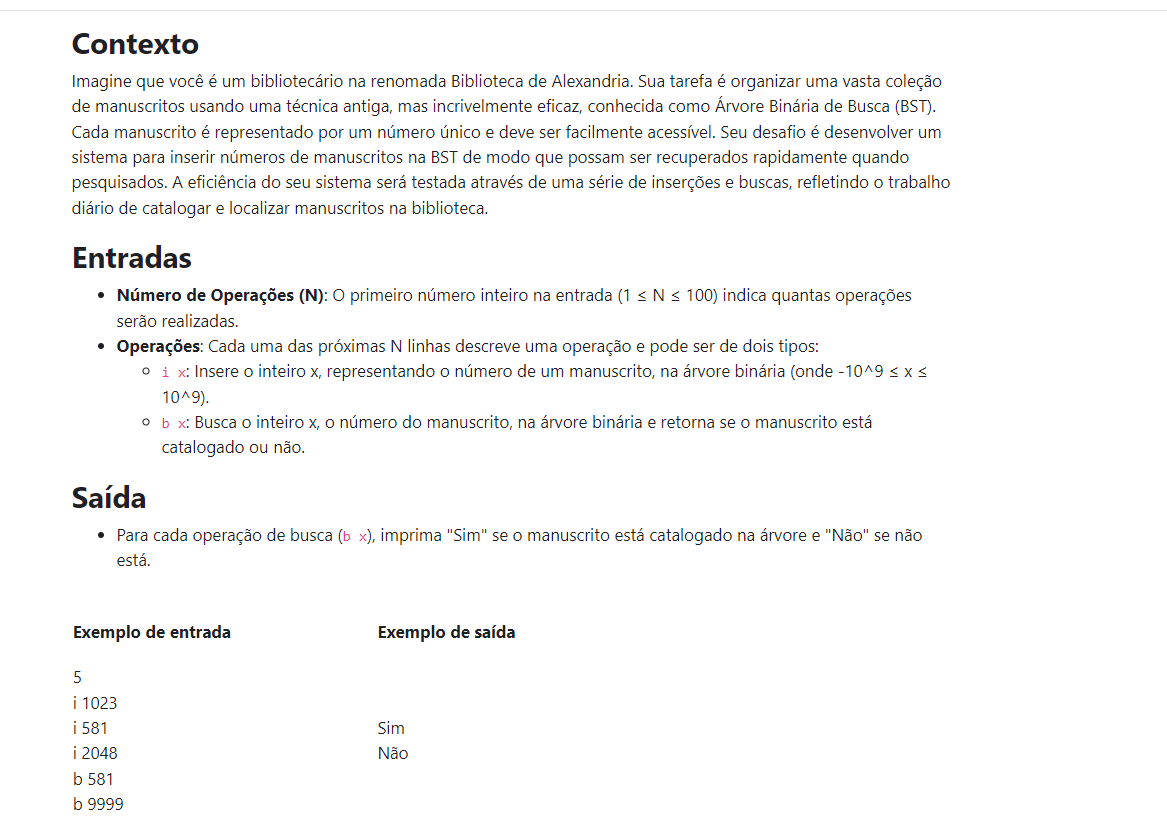 Contexto
Imagine que você é um bibliotecário na renomada Biblioteca de Alexandria. Sua tarefa é organizar uma vasta coleção
de manuscritos usando uma técnica antiga, mas incrivelmente eficaz, conhecida como Árvore Binária de Busca (BST).
Cada manuscrito é representado por um número único e deve ser facilmente acessível. Seu desafio é desenvolver um
sistema para inserir números de manuscritos na BST de modo que possam ser recuperados rapidamente quando
pesquisados. A eficiência do seu sistema será testada através de uma série de inserções e buscas, refletindo o trabalho
diário de catalogar e localizar manuscritos na biblioteca.
Entradas
• Número de Operações (N): O primeiro número inteiro na entrada (1 ≤ N ≤ 100) indica quantas operações
serão realizadas.
• Operações: Cada uma das próximas N linhas descreve uma operação e pode ser de dois tipos:
◦ i x: Insere o inteiro x, representando o número de um manuscrito, na árvore binária (onde -10^9 ≤ x ≤
10^9).
◦ b x: Busca o inteiro x, o número do manuscrito, na árvore binária e retorna se o manuscrito está
catalogado ou não.
Saída
• Para cada operação de busca (b x), imprima "Sim" se o manuscrito está catalogado na árvore e "Não" se não
está.
Exemplo de entrada
5
i 1023
i 581
i 2048
b 581
b 9999
Exemplo de saída
Sim
Não